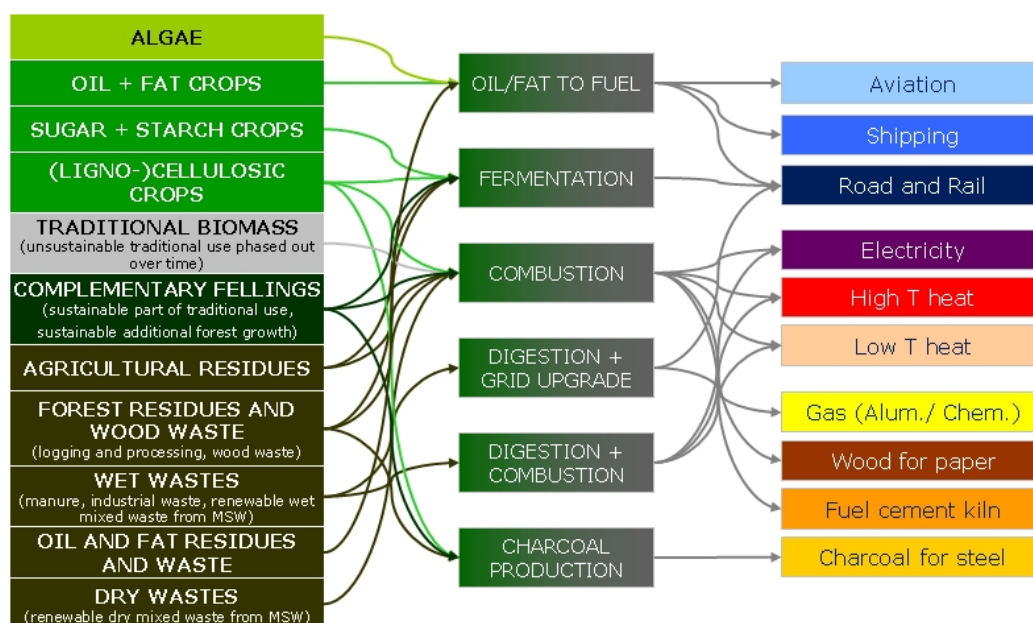 ALGAE
OIL + FAT CROPS
SUGAR + STARCH CROPS
(LIGNO-)CELLULOSIC
CROPS
TRADITIONAL BIOMASS
(unsustainable traditional use phased out
over time)
COMPLEMENTARY FELLINGS
(sustainable part of traditional use,
sustainable additional forest growth)
AGRICULTURAL RESIDUES
FOREST RESIDUES AND
WOOD WASTE
(logging and processing, wood waste)
WET WASTES
(manure, industrial waste, renewable wet
mixed waste from MSW)
OIL AND FAT RESIDUES
AND WASTE
DRY WASTES
(renewable dry mixed waste from MSW)
OIL/FAT TO FUEL
FERMENTATION
COMBUSTION
DIGESTION +
GRID UPGRADE
DIGESTION +
COMBUSTION
CHARCOAL
PRODUCTION
Aviation
Shipping
Road and Rail
Electricity
High T heat
Low T heat
Gas (Alum./ Chem.)
Wood for paper
Fuel cement kiln
Charcoal for steel